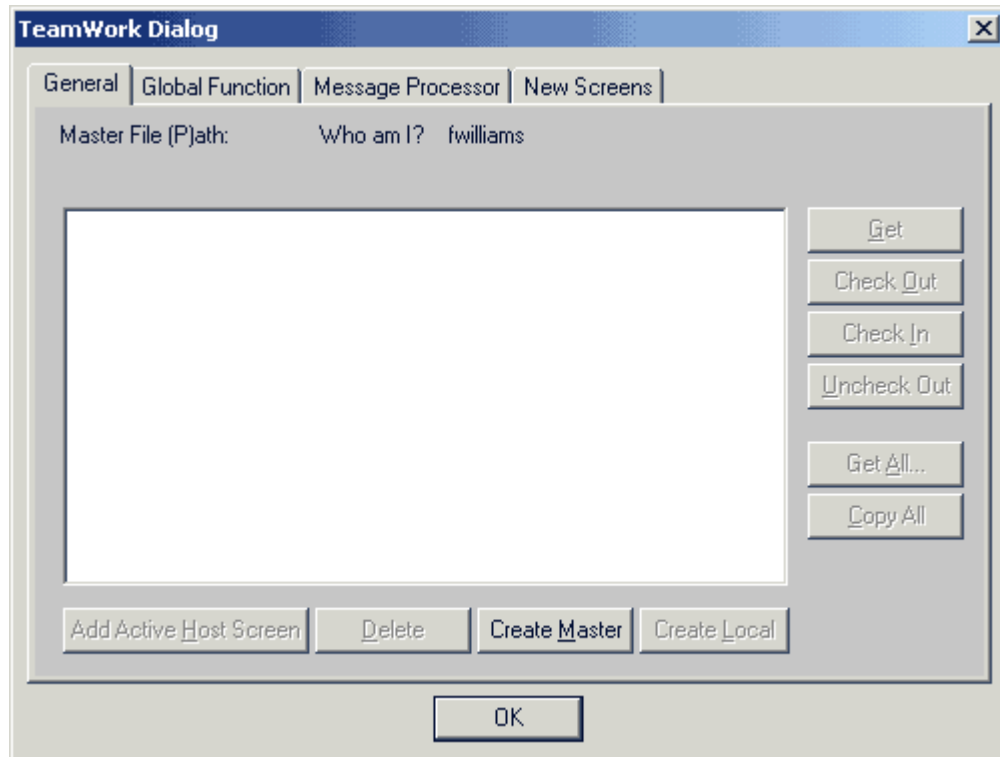 TeamWork Dialog
General Global Function Message Processor New Screens
Master File (P)ath: Who am I? fwilliams
Get
Check Out
Check In
Uncheck Out
Get All...
Copy All
Add Active Host Screen Delete Create Master Create Local
OK